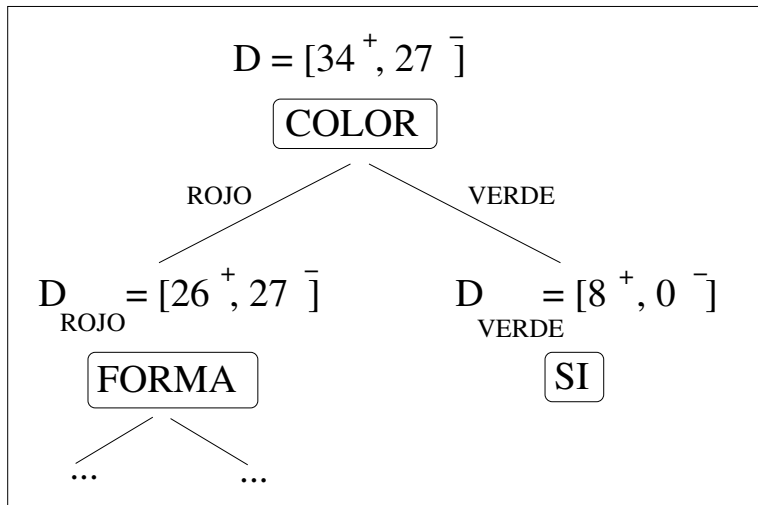 D = [34 +, 27 −]
COLOR
ROJO VERDE
D ROJO = [26 +, 27 −] D VERDE = [8 +, 0 −]
FORMA SI
... ...